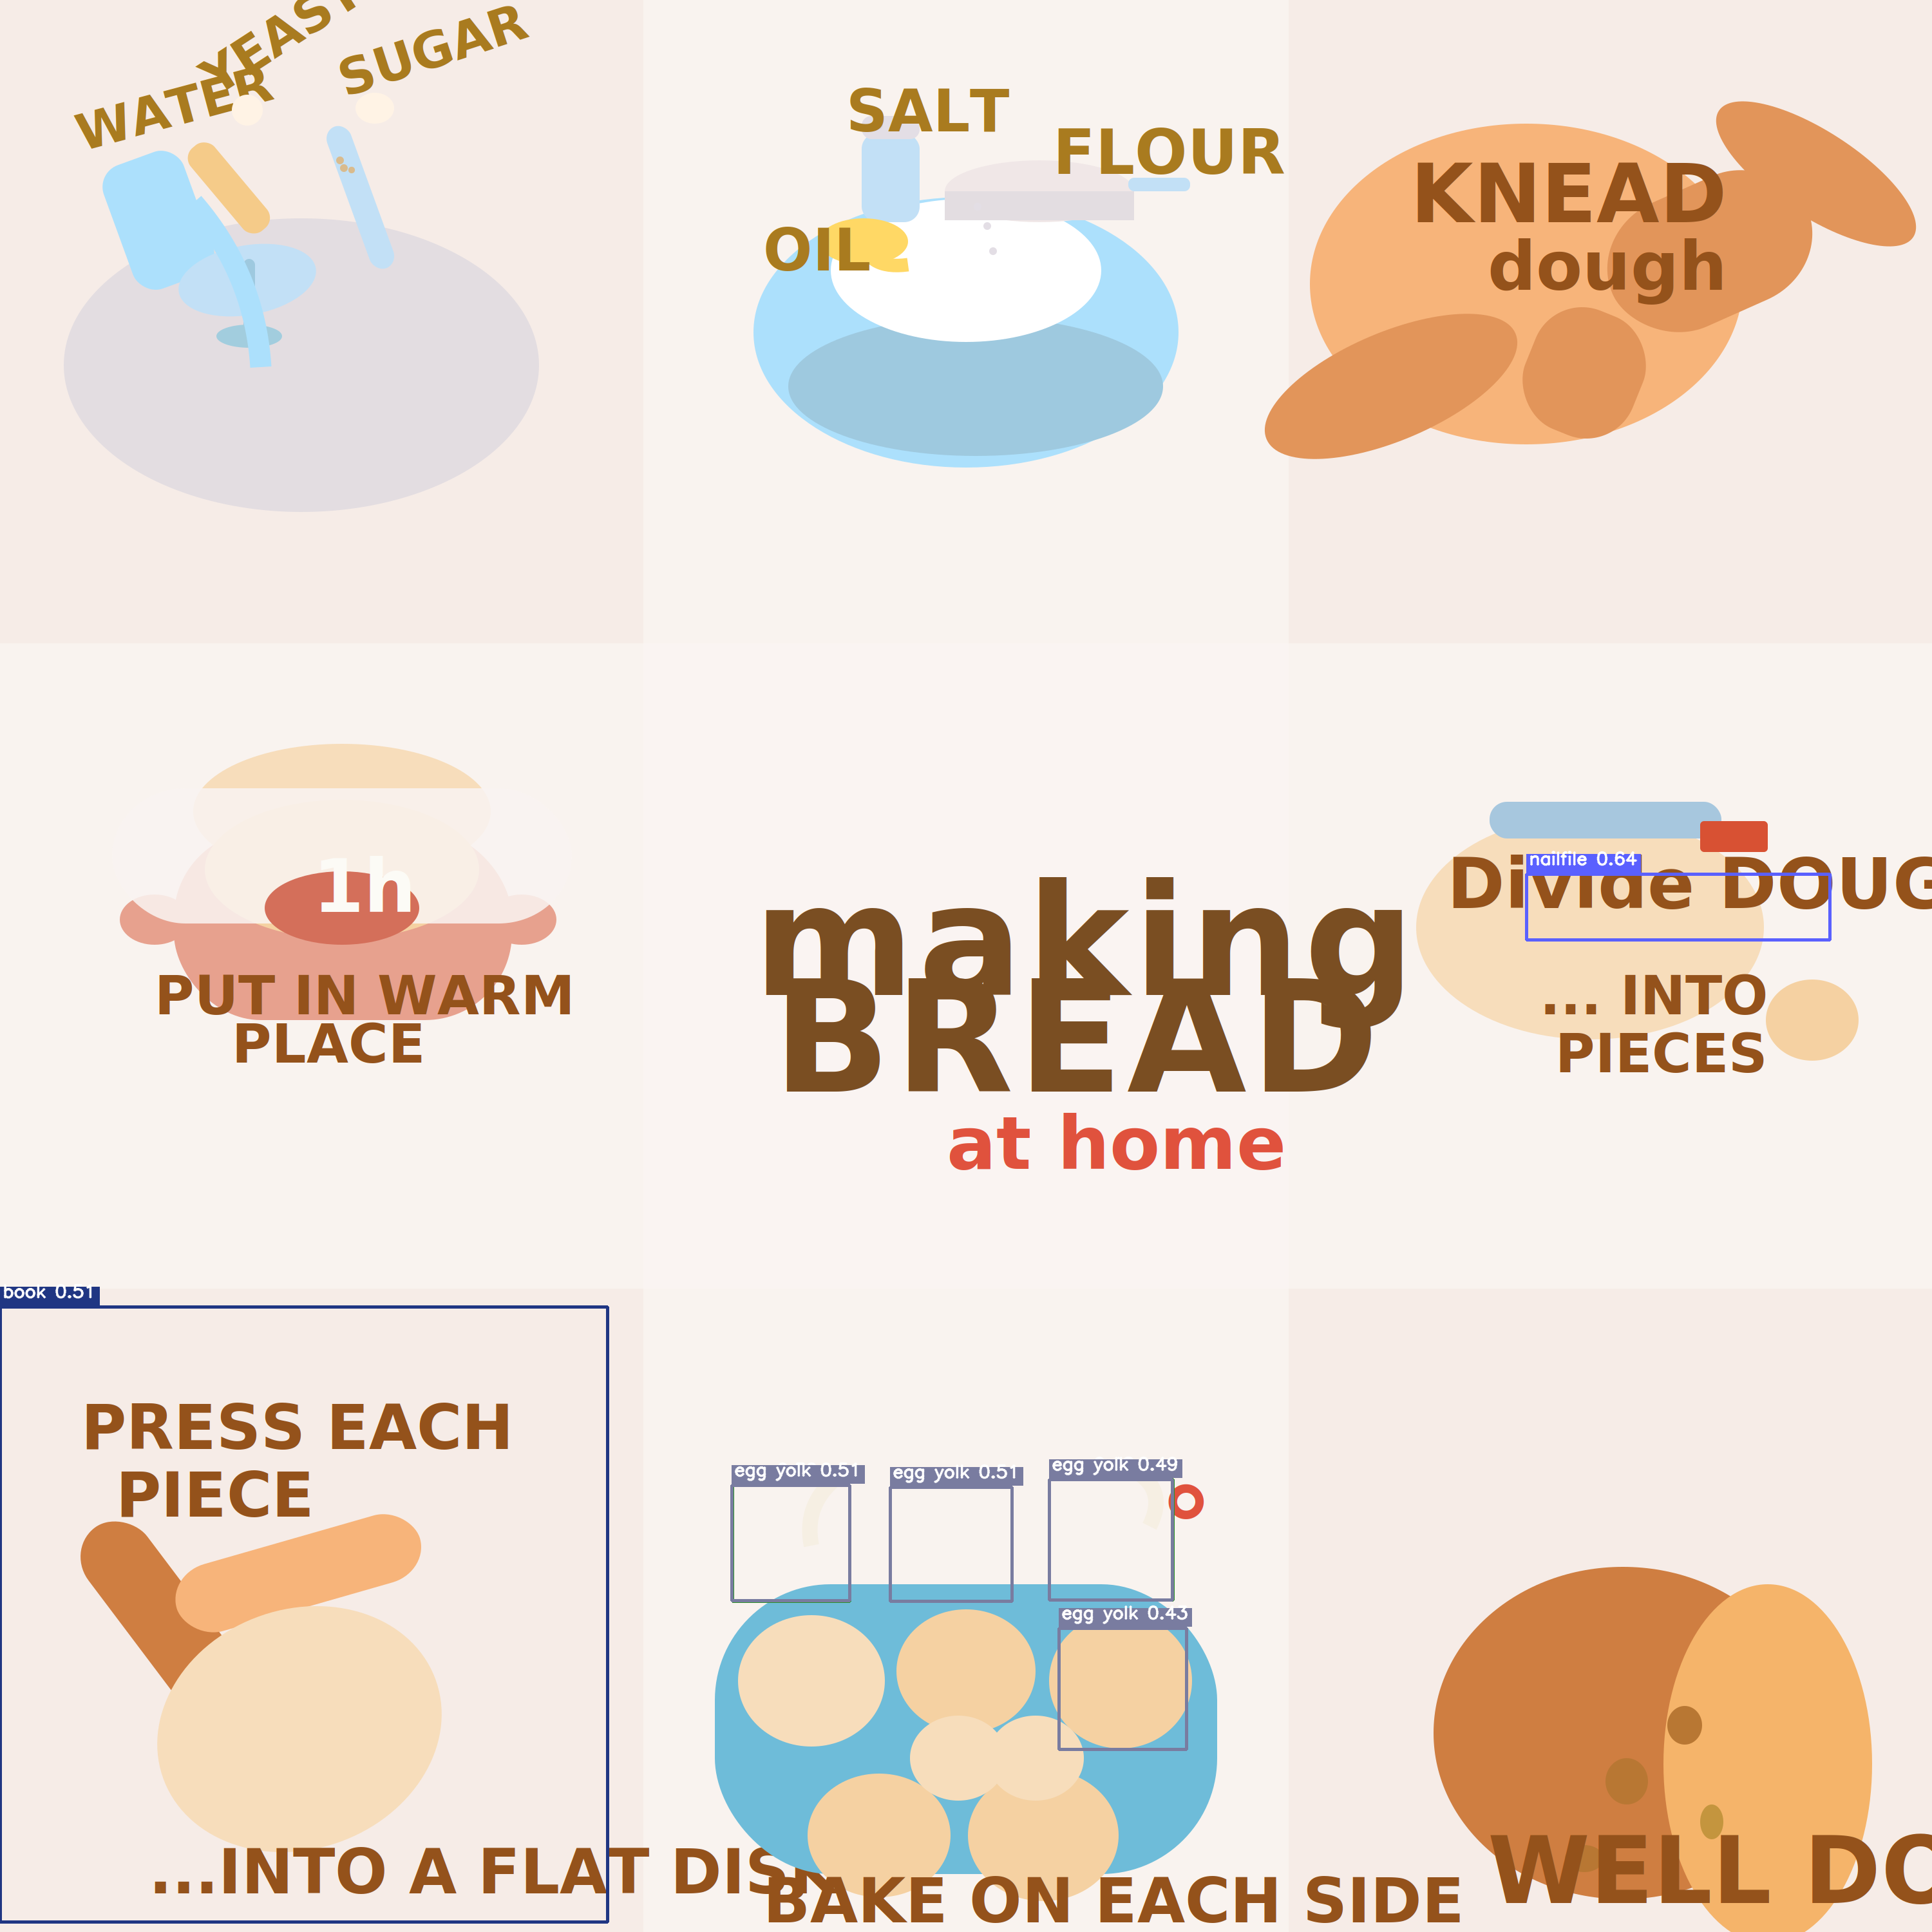 YEAST
SUGAR
WATER
SALT
FLOUR
OIL
KNEAD
dough
1h
PUT IN WARM
PLACE
making
BREAD
at home
nailfile 0.64
Divide DOUG
... INTO
PIECES
book 0.51
PRESS EACH
PIECE
...INTO A FLAT DISK
egg yolk 0.51
egg yolk 0.51
egg yolk 0.49
egg yolk 0.43
BAKE ON EACH SIDE
WELL DO